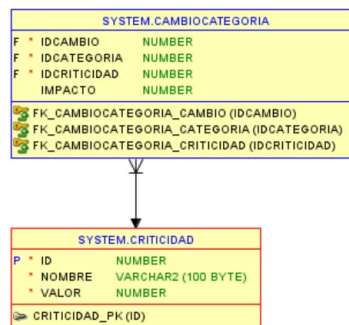 SYSTEM.CAMBIOCATEGORIA
F * IDCAMBIO NUMBER
F * IDCATEGORIA NUMBER
F * IDCRITICIDAD NUMBER
IMPACTO NUMBER
FK_CAMBIOCATEGORIA_CAMBIO (IDCAMBIO)
FK_CAMBIOCATEGORIA_CATEGORIA (IDCATEGORIA)
FK_CAMBIOCATEGORIA_CRITICIDAD (IDCRITICIDAD)
SYSTEM.CRITICIDAD
P * ID NUMBER
* NOMBRE VARCHAR2 (100 BYTE)
* VALOR NUMBER
CRITICIDAD_PK (ID)